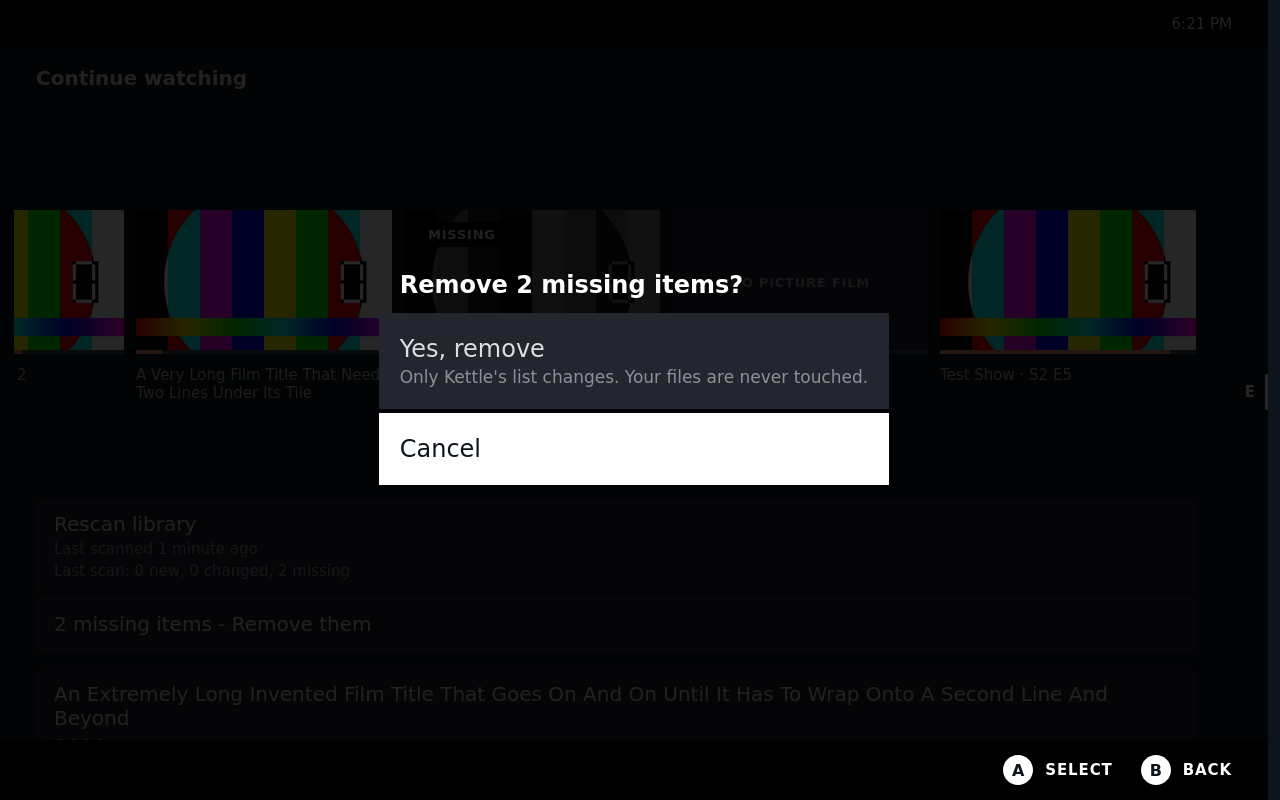 6:21 PM
Continue watching
MISSING
O PICTURE FILM
Remove 2 missing items?
Yes, remove
Only Kettle's list changes. Your files are never touched.
Cancel
2
A Very Long Film Title That Need
Two Lines Under Its Tile
Test Show · S2 E5
E
Rescan library
Last scanned 1 minute ago
Last scan: 0 new, 0 changed, 2 missing
2 missing items - Remove them
An Extremely Long Invented Film Title That Goes On And On Until It Has To Wrap Onto A Second Line And
Beyond
A SELECT
B BACK